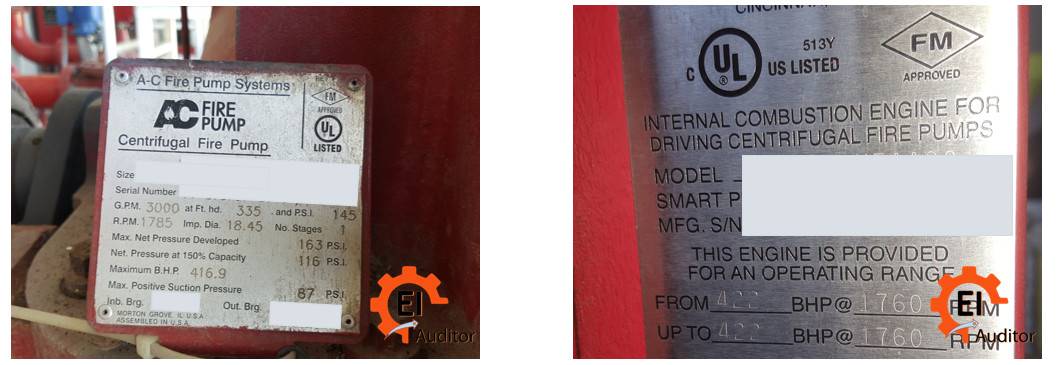 A-C Fire Pump Systems
AC FIRE PUMP
FM
APPROVED
UL
LISTED
Centrifugal Fire Pump
Size
Serial Number
G.P.M. 3000 at Ft. hd. 335 and P.S.I. 145
R.P.M. 1785 Imp. Dia. 18.45 No. Stages 1
Max. Net Pressure Developed 163 P.S.I.
Net. Pressure at 150% Capacity 116 P.S.I.
Maximum B.H.P. 416.9
Max. Positive Suction Pressure 87 P.S.I.
Inb. Brg. Out. Brg.
MORTON GROVE, IL U.S.A.
ASSEMBLED IN U.S.A.
EI
Auditor
513Y
C UL ® US LISTED
FM
APPROVED
INTERNAL COMBUSTION ENGINE FOR
DRIVING CENTRIFUGAL FIRE PUMPS
MODEL
SMART P
MFG. S/N
THIS ENGINE IS PROVIDED
FOR AN OPERATING RANGE
FROM 422 BHP@ 1760 RPM
UP TO 422 BHP@ 1760 RPM
EI
Auditor